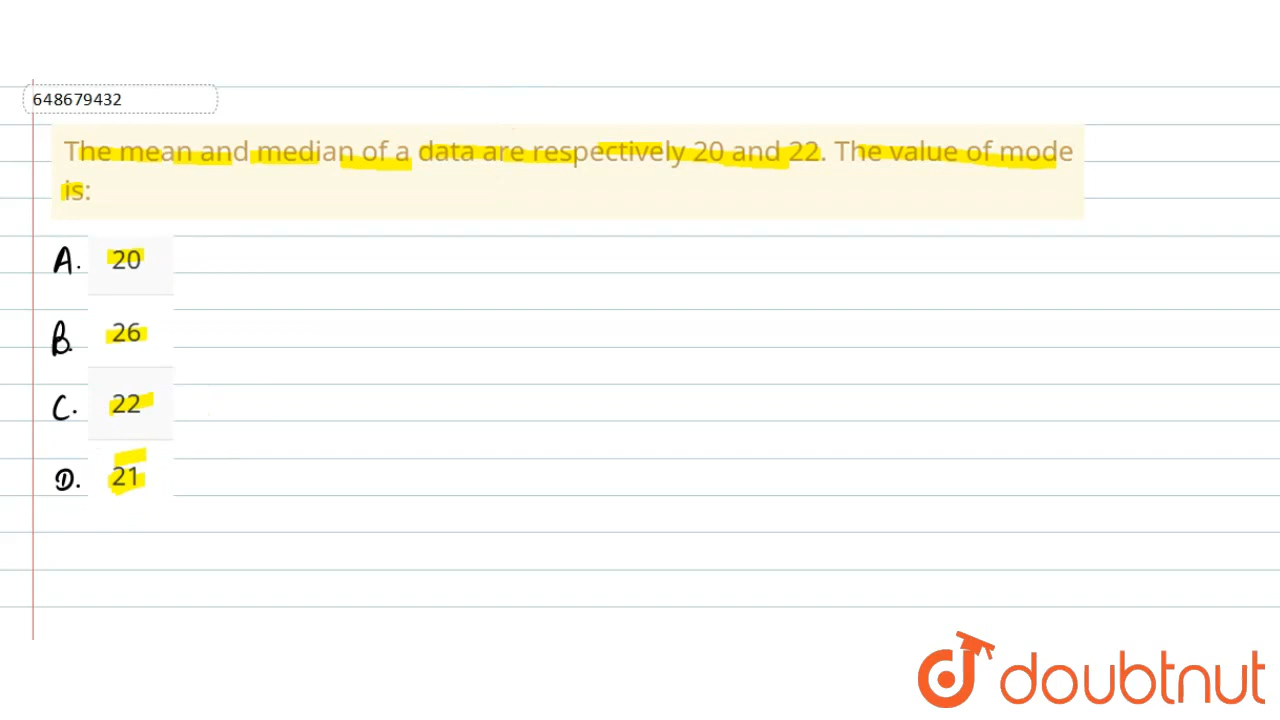 648679432
The mean and median of a data are respectively 20 and 22. The value of mode
is:
A. 20
B. 26
C. 22
D. 21
doubtnut